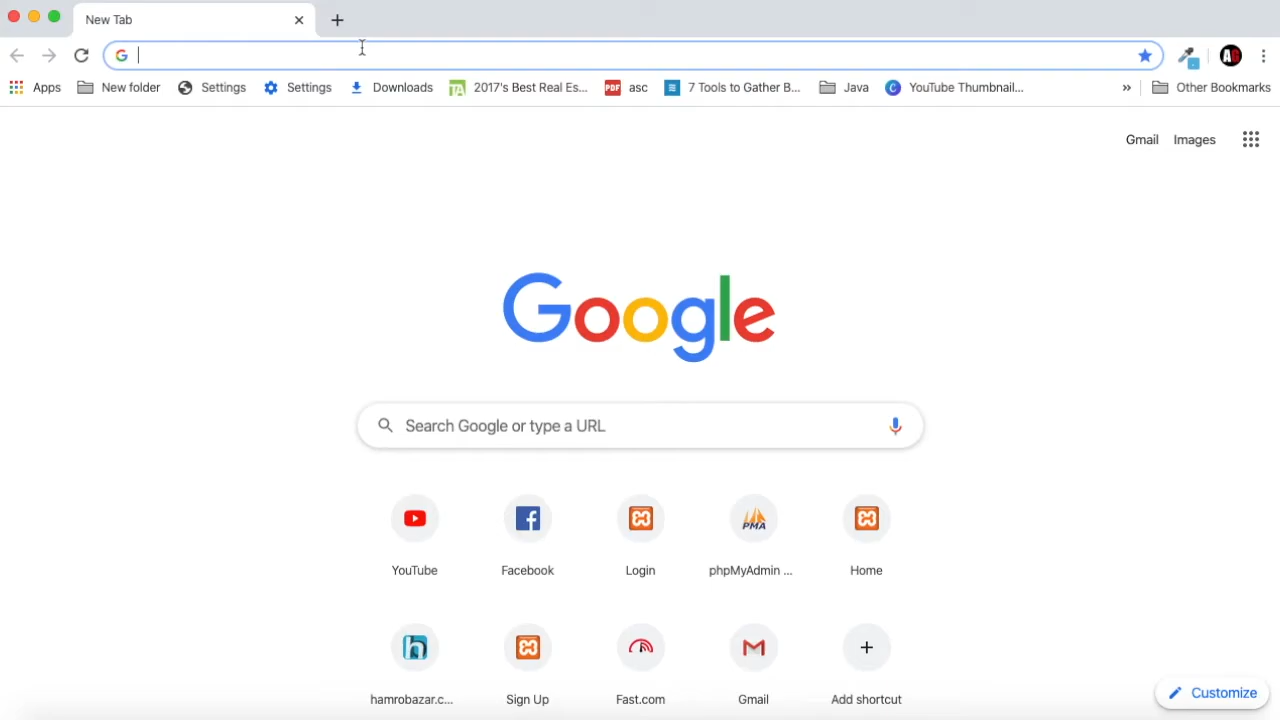 New Tab
Apps New folder Settings Settings Downloads 2017's Best Real Es... asc 7 Tools to Gather B... Java YouTube Thumbnail... » Other Bookmarks
Gmail Images
Google
Search Google or type a URL
YouTube Facebook Login phpMyAdmin ... Home
hamrobazar.c... Sign Up Fast.com Gmail Add shortcut
Customize